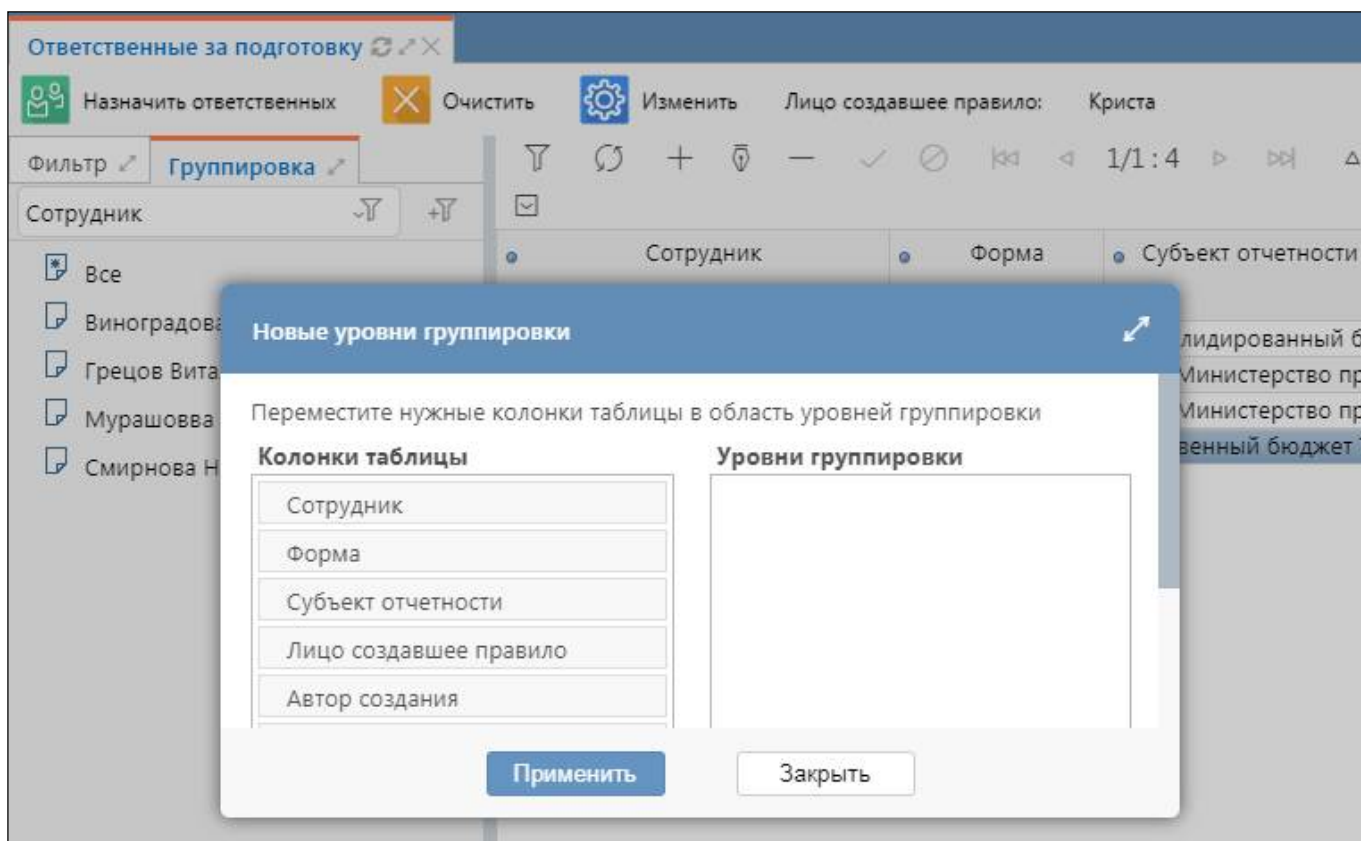 Ответственные за подготовку
Назначить ответственных Очистить Изменить Лицо создавшее правило: Криста
Фильтр Группировка 1/1 : 4
Сотрудник
Сотрудник Форма Субъект отчетности
Все
Виноградова
Грецов Вита
Мурашовва
Смирнова Н
Новые уровни группировки
Переместите нужные колонки таблицы в область уровней группировки
Колонки таблицы Уровни группировки
Сотрудник
Форма
Субъект отчетности
Лицо создавшее правило
Автор создания
Применить Закрыть
лидированный б
Министерство пр
Министерство пр
венный бюджет